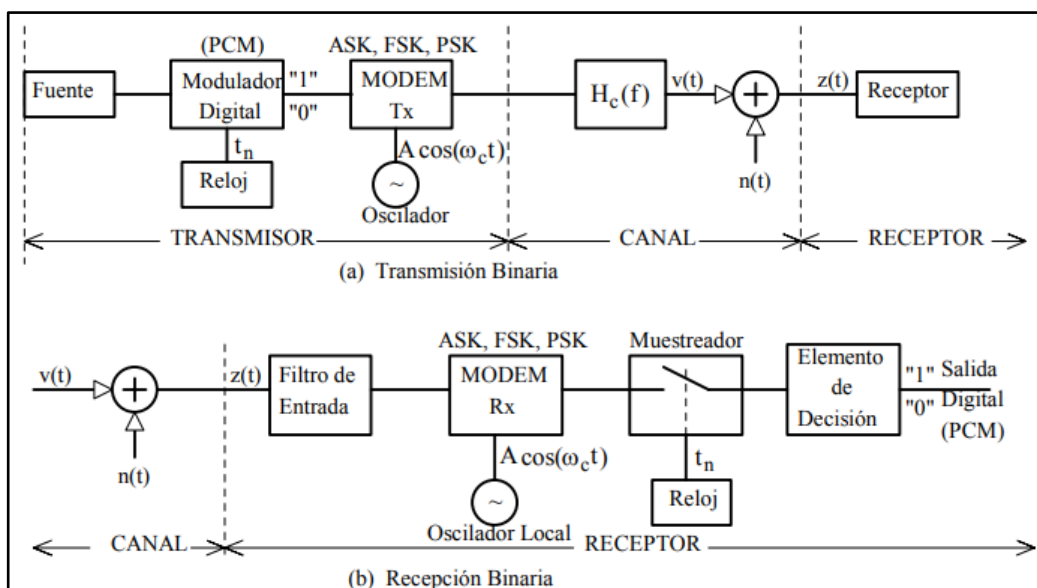 (PCM)
ASK, FSK, PSK
Fuente
Modulador
Digital
"1"
"0"
MODEM
Tx
H_c(f)
v(t)
+
z(t)
Receptor
t_n
A cos(ω_c t)
n(t)
Reloj
~
Oscilador
TRANSMISOR
CANAL
RECEPTOR
(a) Transmisión Binaria
ASK, FSK, PSK
Muestreador
v(t)
+
z(t)
Filtro de
Entrada
MODEM
Rx
Elemento
de
Decisión
"1" Salida
"0" Digital
(PCM)
n(t)
A cos(ω_c t)
t_n
~
Reloj
Oscilador Local
CANAL
RECEPTOR
(b) Recepción Binaria